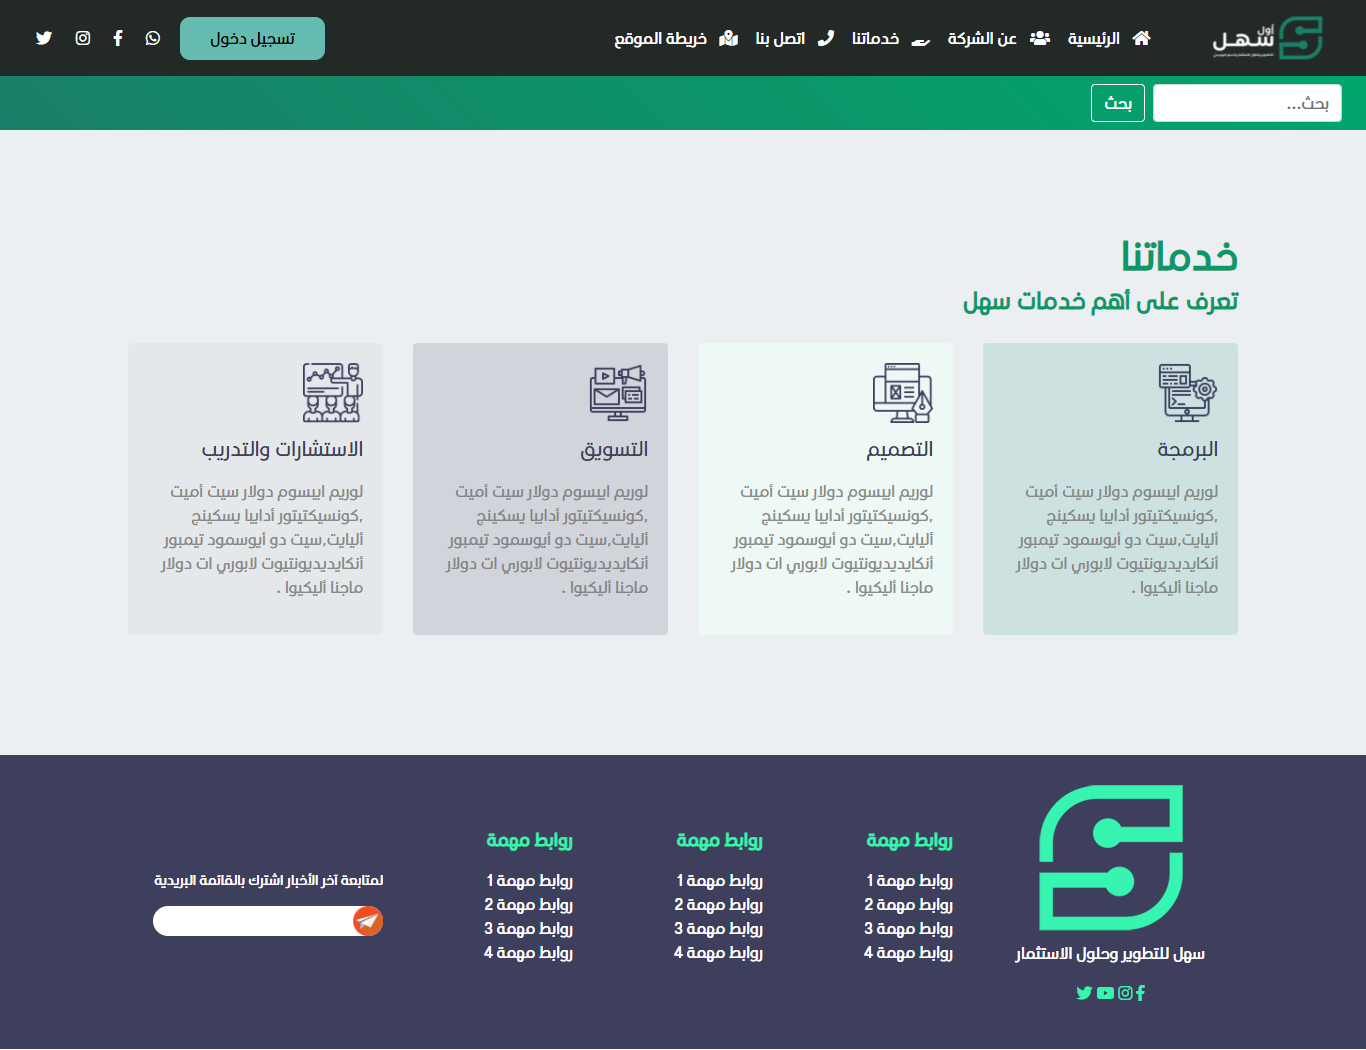 أول
سهل
الرئيسية
عن الشركة
خدماتنا
اتصل بنا
خريطة الموقع
تسجيل دخول
بحث...
بحث
خدماتنا
تعرف على أهم خدمات سهل
البرمجة
لوريم ايبسوم دولار سيت أميت
,كونسيكتيتور أدايبا يسكينج
أليايت,سيت دو أيوسمود تيمبور
أنكايديديونتيوت لابوري ات دولار
ماجنا أليكيوا .
التصميم
لوريم ايبسوم دولار سيت أميت
,كونسيكتيتور أدايبا يسكينج
أليايت,سيت دو أيوسمود تيمبور
أنكايديديونتيوت لابوري ات دولار
ماجنا أليكيوا .
التسويق
لوريم ايبسوم دولار سيت أميت
,كونسيكتيتور أدايبا يسكينج
أليايت,سيت دو أيوسمود تيمبور
أنكايديديونتيوت لابوري ات دولار
ماجنا أليكيوا .
الاستشارات والتدريب
لوريم ايبسوم دولار سيت أميت
,كونسيكتيتور أدايبا يسكينج
أليايت,سيت دو أيوسمود تيمبور
أنكايديديونتيوت لابوري ات دولار
ماجنا أليكيوا .
سهل للتطوير وحلول الاستثمار
روابط مهمة
روابط مهمة 1
روابط مهمة 2
روابط مهمة 3
روابط مهمة 4
روابط مهمة
روابط مهمة 1
روابط مهمة 2
روابط مهمة 3
روابط مهمة 4
روابط مهمة
روابط مهمة 1
روابط مهمة 2
روابط مهمة 3
روابط مهمة 4
لمتابعة آخر الأخبار اشترك بالقائمة البريدية